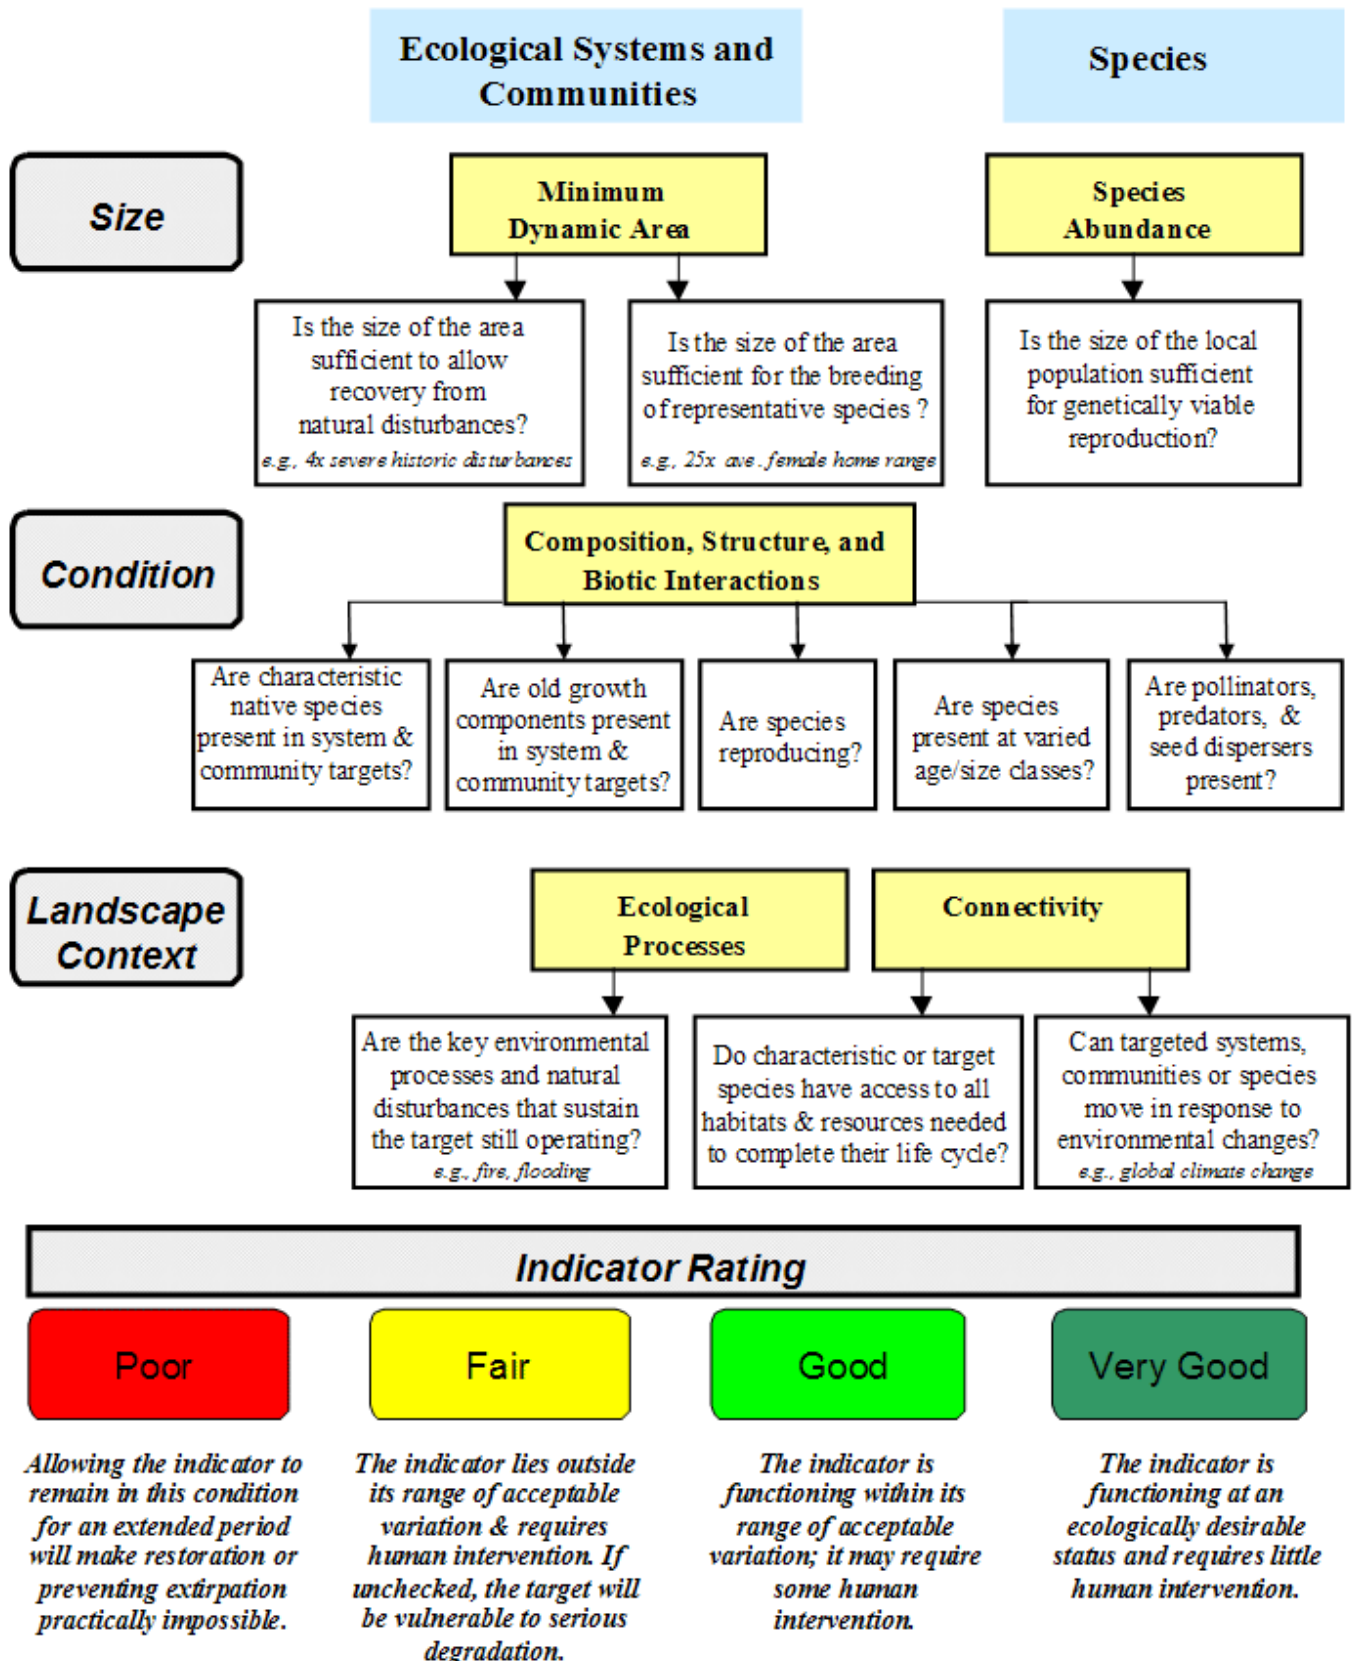 Ecological Systems and
Communities
Species
Size
Minimum
Dynamic Area
Species
Abundance
Is the size of the area
sufficient to allow
recovery from
natural disturbances?
e.g., 4x severe historic disturbances
Is the size of the area
sufficient for the breeding
of representative species ?
e.g., 25x ave. female home range
Is the size of the local
population sufficient
for genetically viable
reproduction?
Condition
Composition, Structure, and
Biotic Interactions
Are characteristic
native species
present in system &
community targets?
Are old growth
components present
in system &
community targets?
Are species
reproducing?
Are species
present at varied
age/size classes?
Are pollinators,
predators, &
seed dispersers
present?
Landscape
Context
Ecological
Processes
Connectivity
Are the key environmental
processes and natural
disturbances that sustain
the target still operating?
e.g., fire, flooding
Do characteristic or target
species have access to all
habitats & resources needed
to complete their life cycle?
Can targeted systems,
communities or species
move in response to
environmental changes?
e.g., global climate change
Indicator Rating
Poor
Fair
Good
Very Good
Allowing the indicator to
remain in this condition
for an extended period
will make restoration or
preventing extirpation
practically impossible.
The indicator lies outside
its range of acceptable
variation & requires
human intervention. If
unchecked, the target will
be vulnerable to serious
degradation.
The indicator is
functioning within its
range of acceptable
variation; it may require
some human
intervention.
The indicator is
functioning at an
ecologically desirable
status and requires little
human intervention.